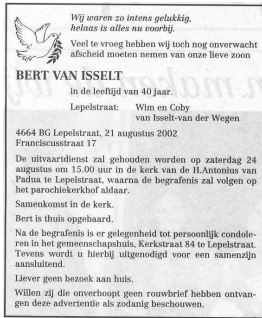 Wij waren zo intens gelukkig,
helaas is alles nu voorbij.
Veel te vroeg hebben wij toch nog onverwacht
afscheid moeten nemen van onze lieve zoon
BERT VAN ISSELT
in de leeftijd van 40 jaar.
Lepelstraat: Wim en Coby
van Isselt-van der Wegen
4664 BG Lepelstraat, 21 augustus 2002
Franciscusstraat 17
De uitvaartdienst zal gehouden worden op zaterdag 24
augustus om 15.00 uur in de kerk van de H.Antonius van
Padua te Lepelstraat, waarna de begrafenis zal volgen op
het parochiekerkhof aldaar.
Samenkomst in de kerk.
Bert is thuis opgebaard.
Na de begrafenis is er gelegenheid tot persoonlijk condole-
ren in het gemeenschapshuis, Kerkstraat 84 te Lepelstraat.
Tevens wordt u hierbij uitgenodigd voor een samenzijn
aansluitend.
Liever geen bezoek aan huis.
Willen zij die onverhoopt geen rouwbrief hebben ontvan-
gen deze advertentie als zodanig beschouwen.